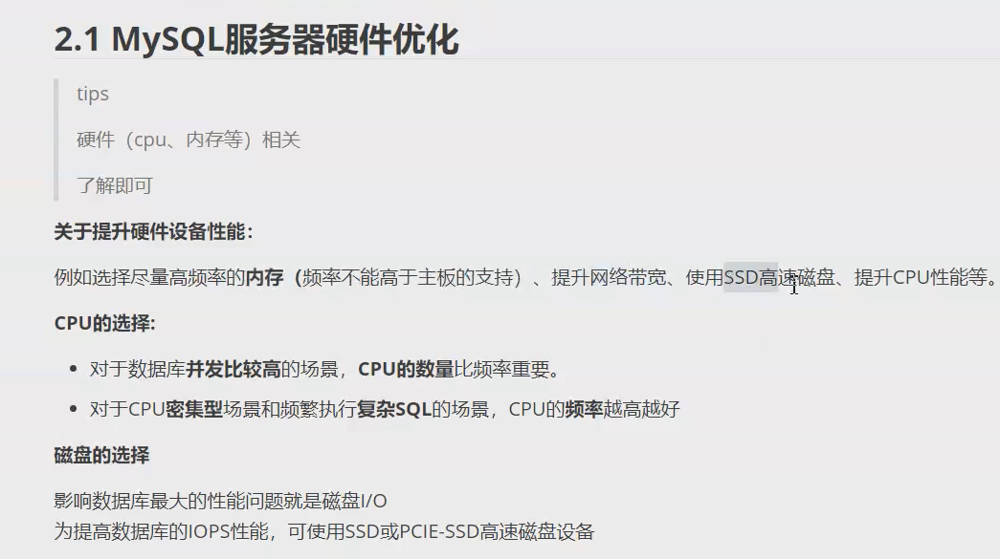 2.1 MySQL服务器硬件优化
tips
硬件（cpu、内存等）相关
了解即可
关于提升硬件设备性能：
例如选择尽量高频率的内存（频率不能高于主板的支持）、提升网络带宽、使用SSD高速磁盘、提升CPU性能等。
CPU的选择:
• 对于数据库并发比较高的场景，CPU的数量比频率重要。
• 对于CPU密集型场景和频繁执行复杂SQL的场景，CPU的频率越高越好
磁盘的选择
影响数据库最大的性能问题就是磁盘I/O
为提高数据库的IOPS性能，可使用SSD或PCIE-SSD高速磁盘设备